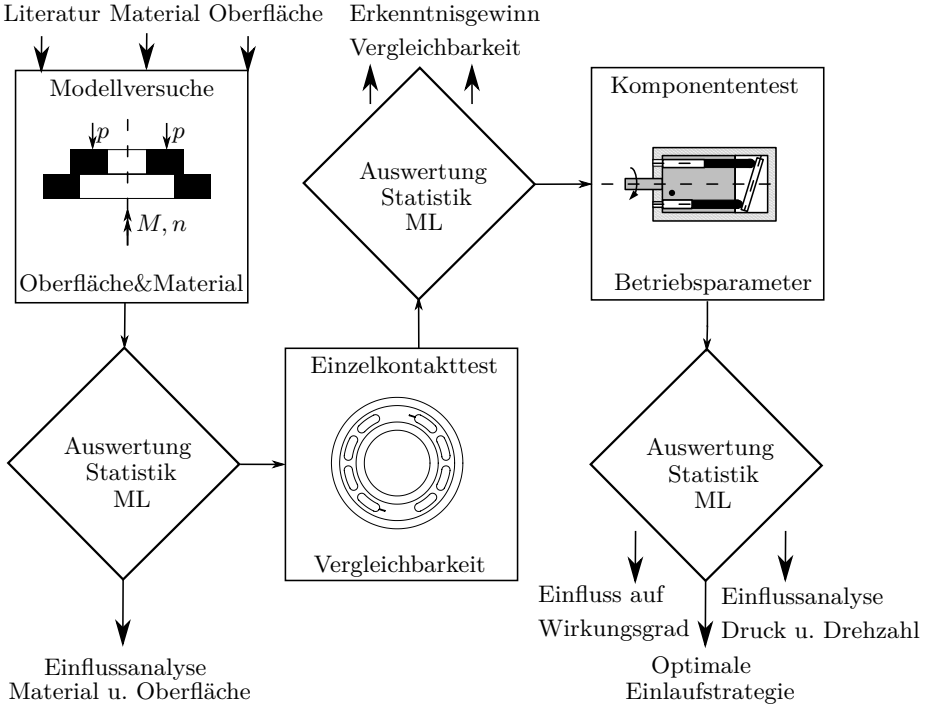 Literatur Material Oberfläche
Modellversuche
p
p
M, n
Oberfläche&Material
Auswertung
Statistik
ML
Einflussanalyse
Material u. Oberfläche
Einzelkontakttest
Vergleichbarkeit
Erkenntnisgewinn
Vergleichbarkeit
Auswertung
Statistik
ML
Komponententest
Betriebsparameter
Auswertung
Statistik
ML
Einfluss auf
Wirkungsgrad
Einflussanalyse
Druck u. Drehzahl
Optimale
Einlaufstrategie